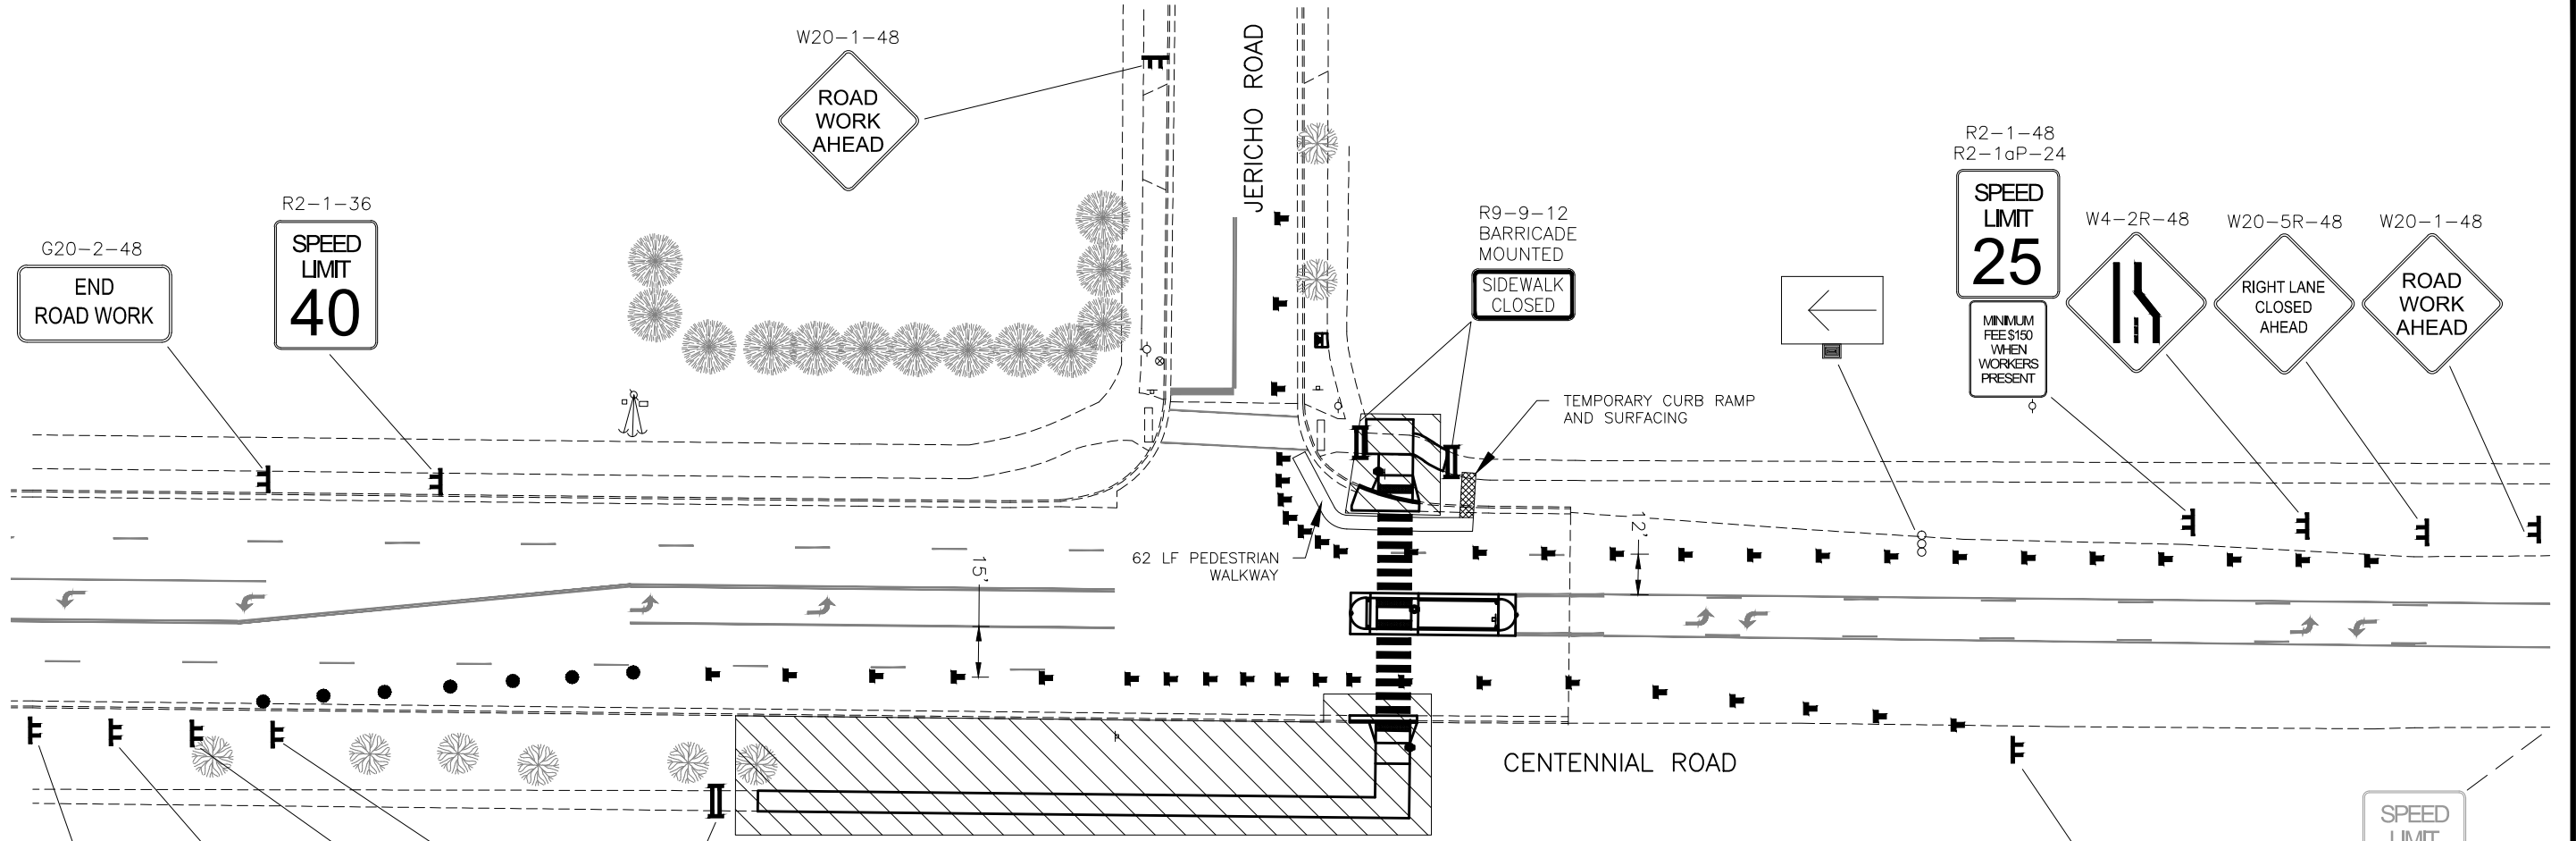 W20-1-48
ROAD
WORK
AHEAD
JERICHO ROAD
R2-1-36
SPEED
LIMIT
40
G20-2-48
END
ROAD WORK
R9-9-12
BARRICADE
MOUNTED
SIDEWALK
CLOSED
R2-1-48
R2-1aP-24
SPEED
LIMIT
25
MINIMUM
FEE $150
WHEN
WORKERS
PRESENT
W4-2R-48
W20-5R-48
RIGHT LANE
CLOSED
AHEAD
W20-1-48
ROAD
WORK
AHEAD
TEMPORARY CURB RAMP
AND SURFACING
62 LF PEDESTRIAN
WALKWAY
12'
15'
CENTENNIAL ROAD
SPEED
LIMIT